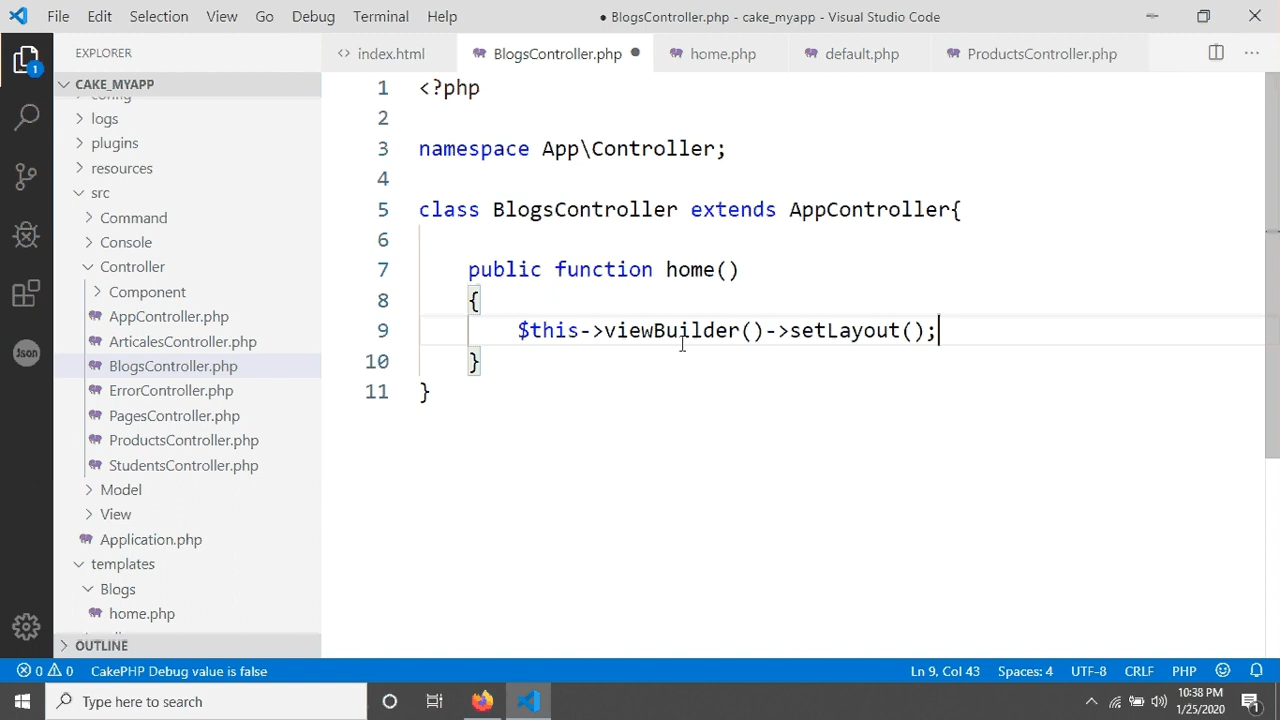 File Edit Selection View Go Debug Terminal Help
● BlogsController.php - cake_myapp - Visual Studio Code
EXPLORER
index.html
BlogsController.php
home.php
default.php
ProductsController.php
CAKE_MYAPP
config
logs
plugins
resources
src
Command
Console
Controller
Component
AppController.php
ArticalesController.php
BlogsController.php
ErrorController.php
PagesController.php
ProductsController.php
StudentsController.php
Model
View
Application.php
templates
Blogs
home.php
OUTLINE
1
Json
1 <?php
2
3 namespace App\Controller;
4
5 class BlogsController extends AppController{
6
7 public function home()
8 {
9 $this->viewBuilder()->setLayout();
10 }
11 }
0 0 CakePHP Debug value is false
Ln 9, Col 43 Spaces: 4 UTF-8 CRLF PHP
Type here to search
10:38 PM
1/25/2020
1